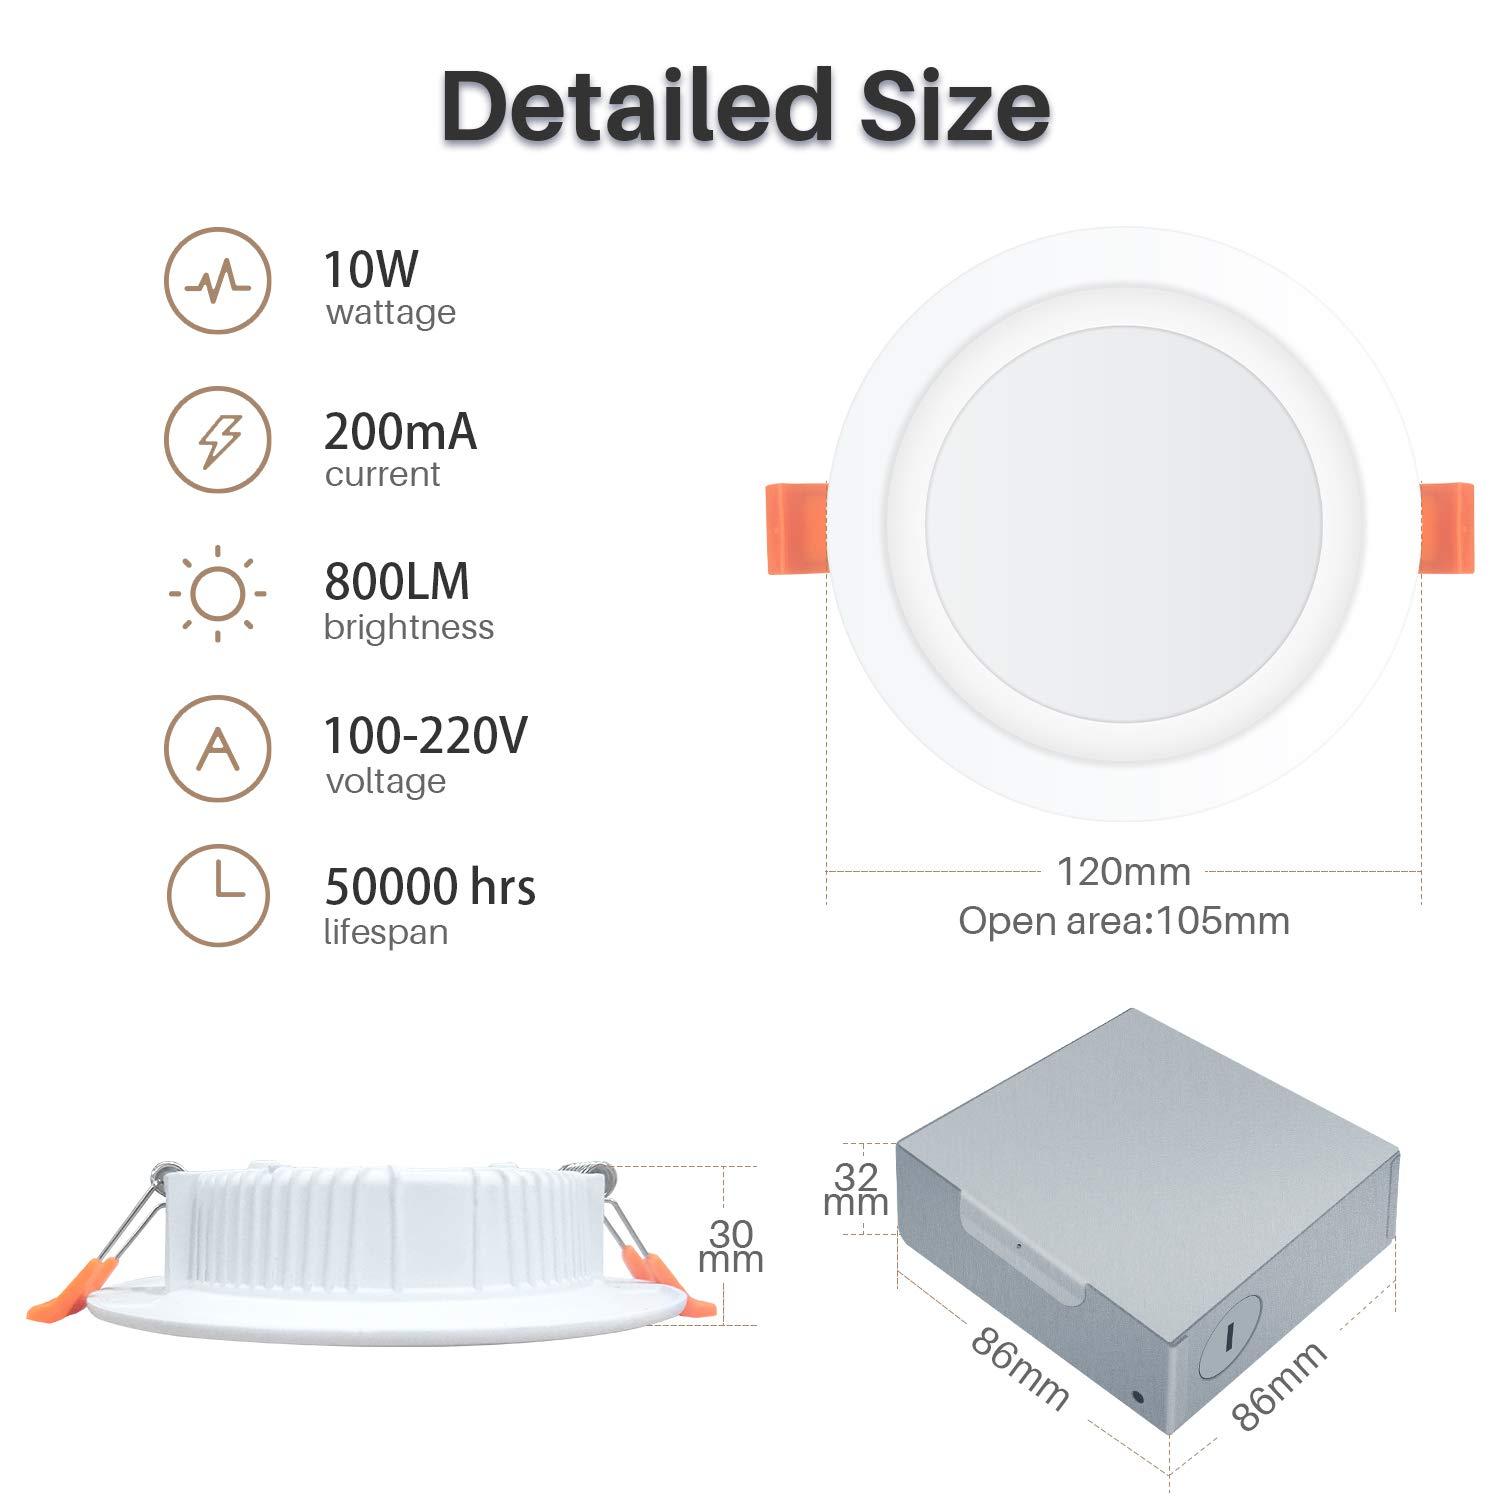 Detailed Size
10W
wattage
200mA
current
800LM
brightness
100-220V
voltage
50000 hrs
lifespan
120mm
Open area:105mm
30
mm
32
mm
86mm
86mm